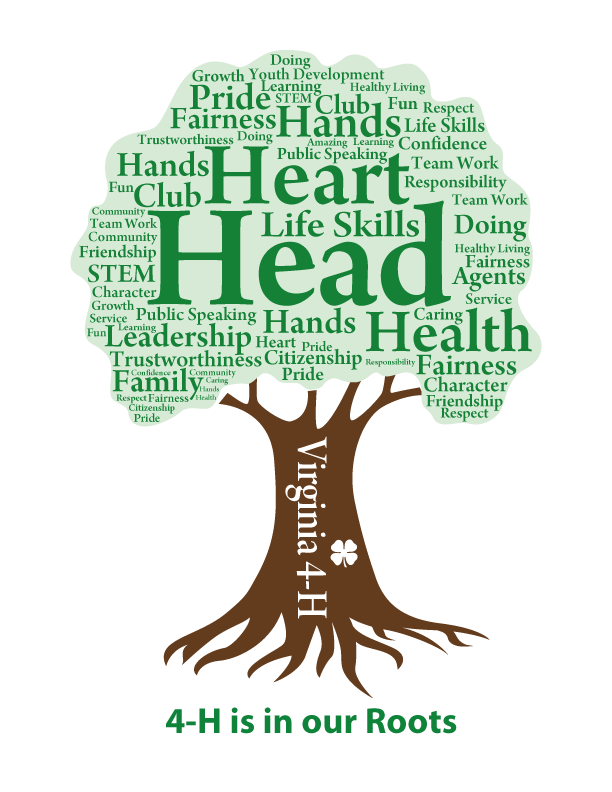 Doing
Growth Youth Development
Learning Healthy Living
Pride STEM Club Fun Respect
Fairness Hands Life Skills
Trustworthiness Doing Amazing Learning Confidence
Public Speaking
Hands Heart Team Work
Fun Club Responsibility
Team Work
Community
Team Work Life Skills Doing
Community
Friendship Head Healthy Living
Fairness
STEM Agents
Character Service
Growth
Service Public Speaking Hands Caring
Fun Learning Leadership Heart Pride Health
Trustworthiness Citizenship Responsibility Fairness
Confidence Community Pride
Family Caring Character
Hands
Respect Fairness Health Friendship
Citizenship Respect
Pride
Virginia 4-H
4-H is in our Roots